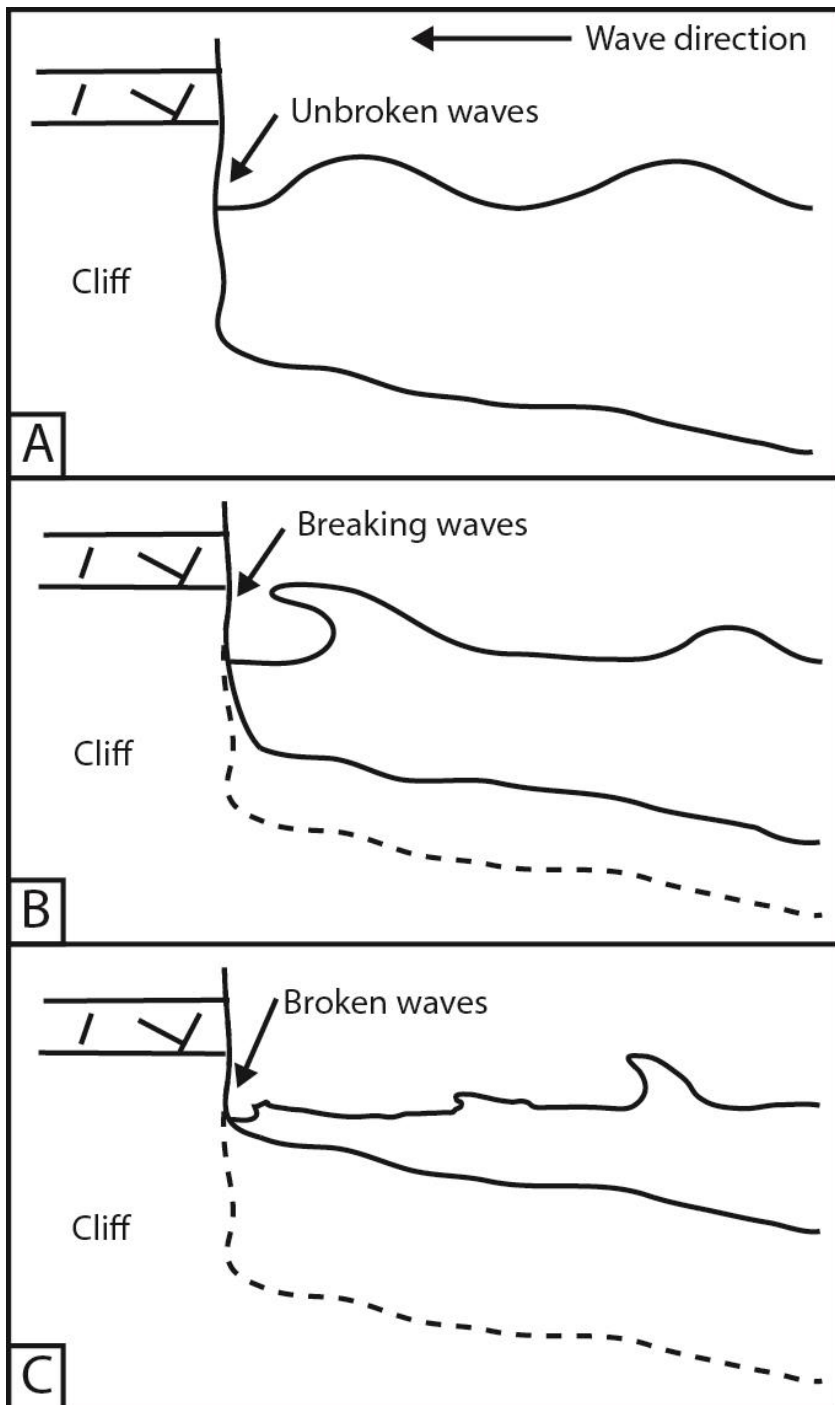 Wave direction
Unbroken waves
Cliff
A
Breaking waves
Cliff
B
Broken waves
Cliff
C